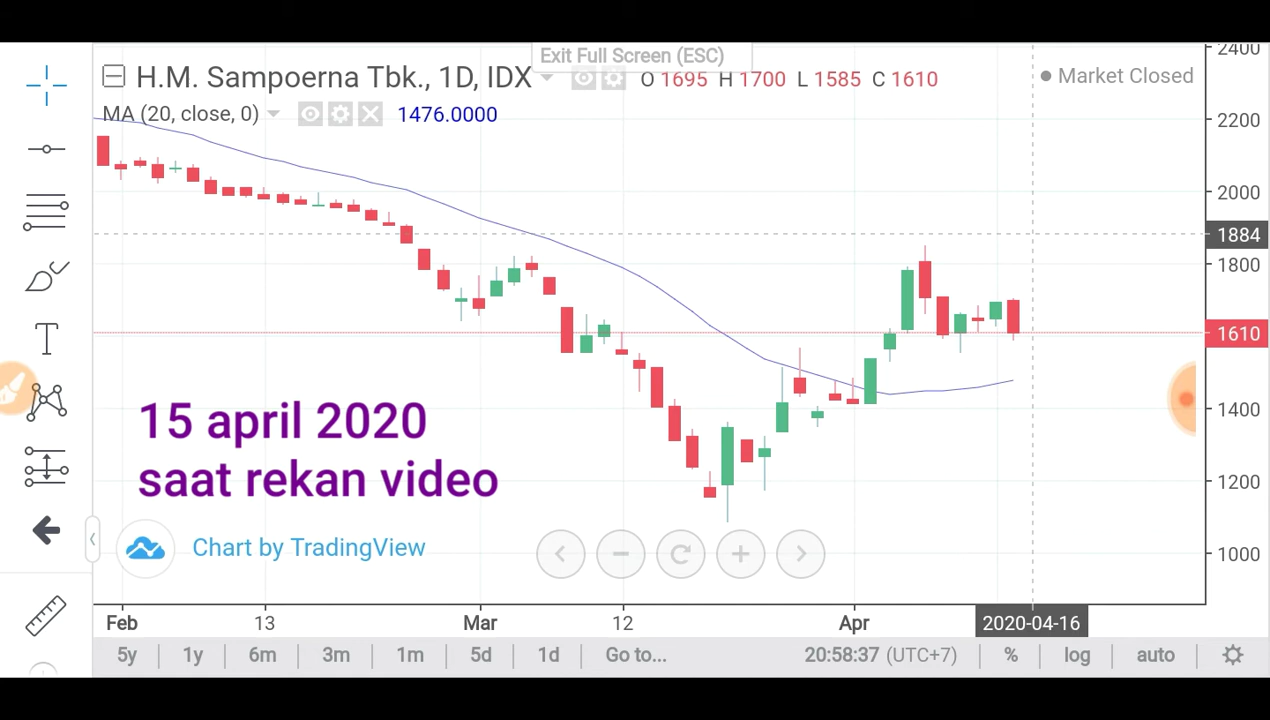 Exit Full Screen (ESC)
H.M. Sampoerna Tbk., 1D, IDX O 1695 H 1700 L 1585 C 1610
Market Closed
MA (20, close, 0) 1476.0000
2400
2200
2000
1884
1800
1610
1400
1200
1000
15 april 2020
saat rekan video
Chart by TradingView
Feb 13 Mar 12 Apr 2020-04-16
5y 1y 6m 3m 1m 5d 1d Go to... 20:58:37 (UTC+7) % log auto